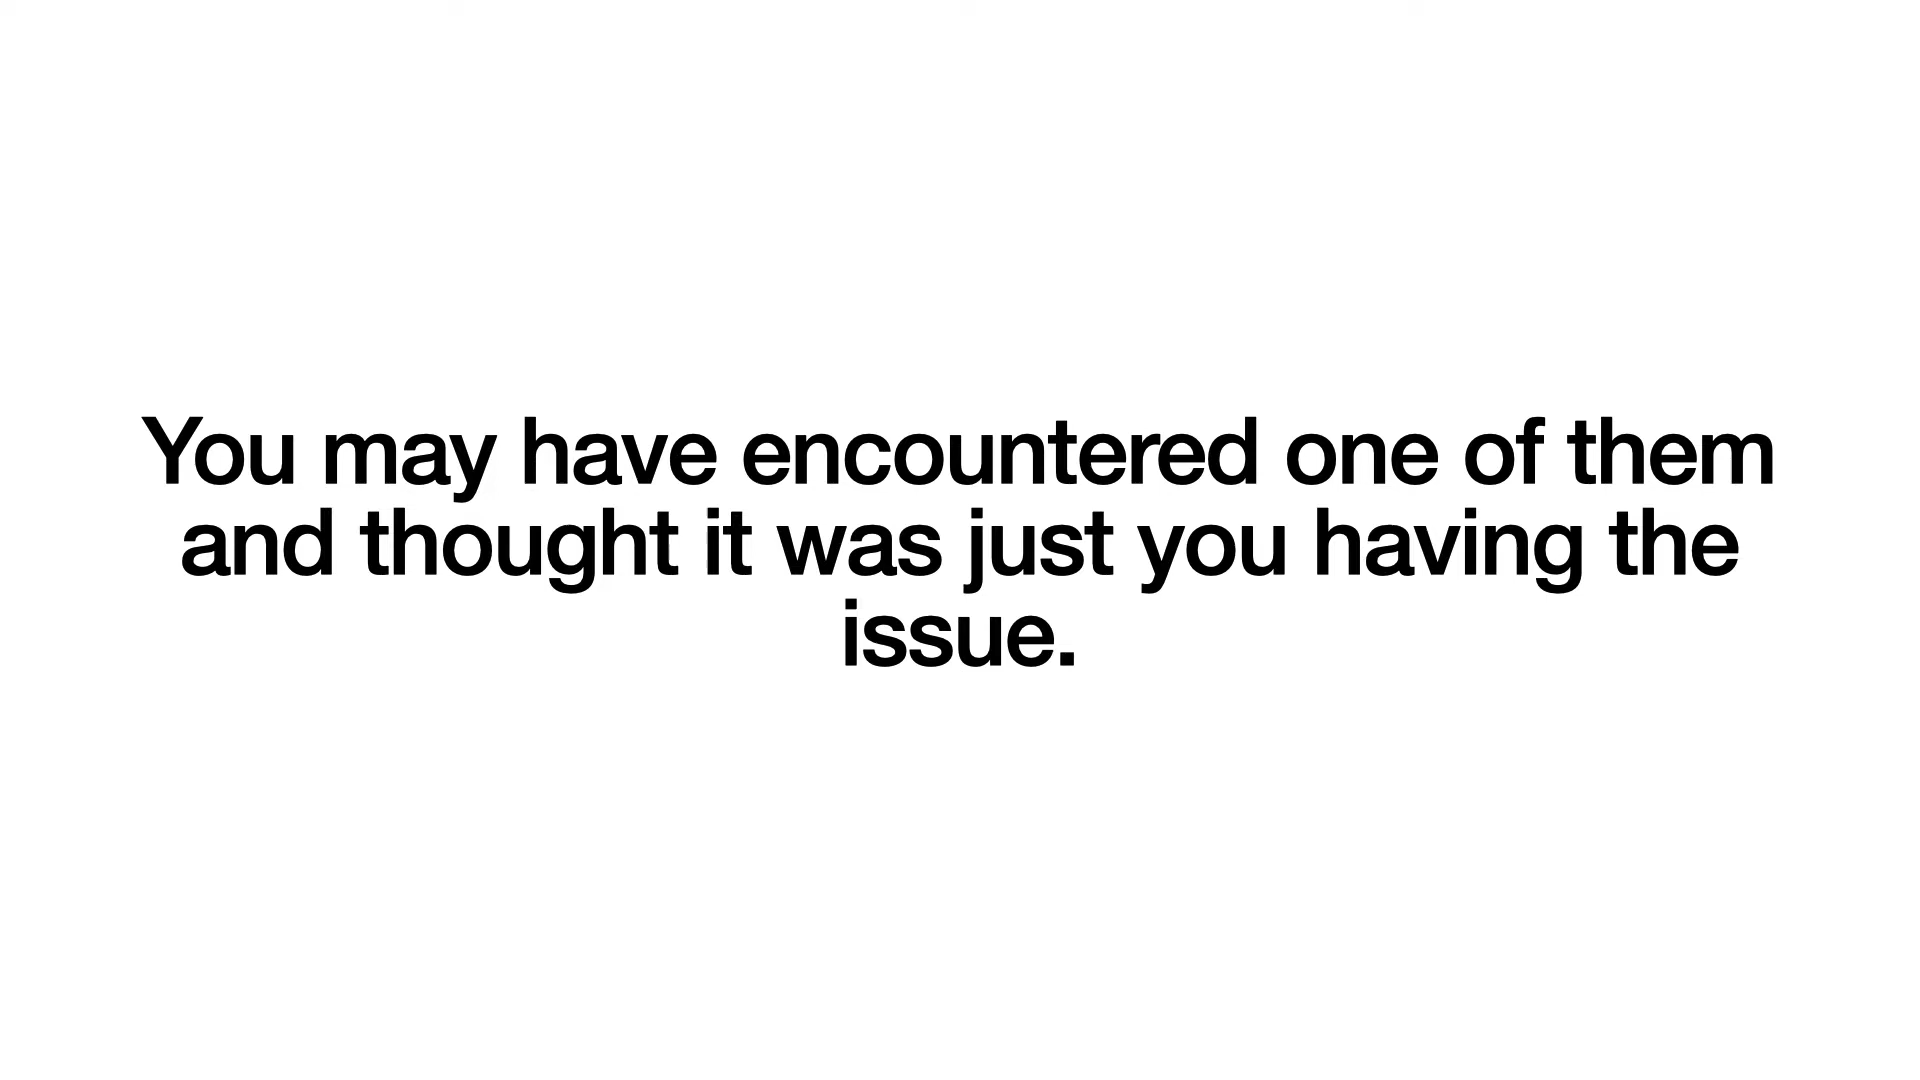 You may have encountered one of them
and thought it was just you having the
issue.